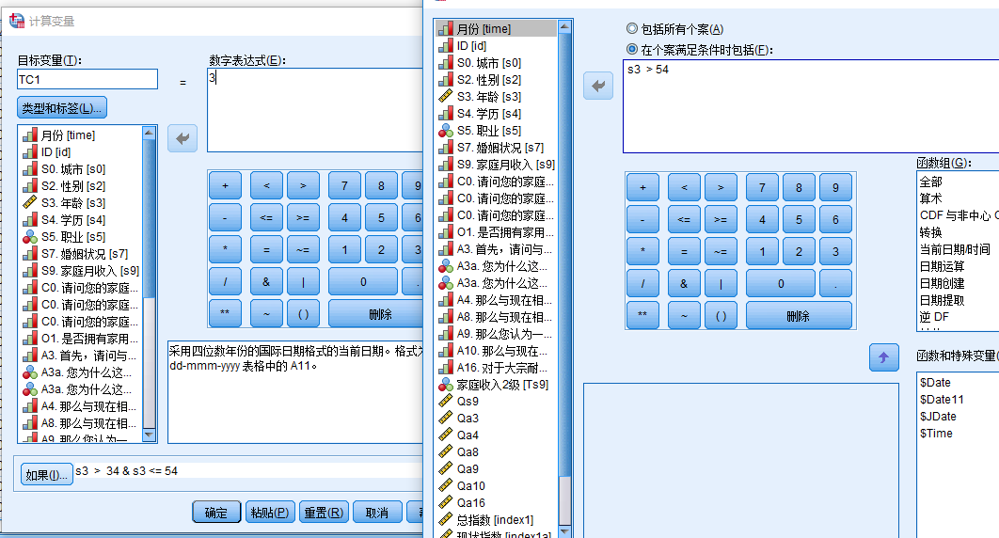 计算变量
目标变量(T):
TC1
=
类型和标签(L)...
月份 [time]
ID [id]
S0. 城市 [s0]
S2. 性别 [s2]
S3. 年龄 [s3]
S4. 学历 [s4]
S5. 职业 [s5]
S7. 婚姻状况 [s7]
S9. 家庭月收入 [s9]
C0. 请问您的家庭...
C0. 请问您的家庭...
C0. 请问您的家庭...
O1. 是否拥有家用...
A3. 首先，请问与...
A3a. 您为什么这...
A3a. 您为什么这...
A4. 那么与现在相...
A8. 那么与现在相...
A9. 那么您认为一...
数字表达式(E):
3
+ < > 7 8 9
- <= >= 4 5 6
* = ~= 1 2 3
/ & | 0 .
** ~ ( ) 删除
采用四位数年份的国际日期格式的当前日期。格式为
dd-mmm-yyyy 表格中的 A11。
如果(I)...
s3 > 34 & s3 <= 54
确定 粘贴(P) 重置(R) 取消
月份 [time]
ID [id]
S0. 城市 [s0]
S2. 性别 [s2]
S3. 年龄 [s3]
S4. 学历 [s4]
S5. 职业 [s5]
S7. 婚姻状况 [s7]
S9. 家庭月收入 [s9]
C0. 请问您的家庭...
C0. 请问您的家庭...
C0. 请问您的家庭...
O1. 是否拥有家用...
A3. 首先，请问与...
A3a. 您为什么这...
A3a. 您为什么这...
A4. 那么与现在相...
A8. 那么与现在相...
A9. 那么您认为一...
A10. 那么与现在...
A16. 对于大宗耐...
家庭收入2级 [Ts9]
Qs9
Qa3
Qa4
Qa8
Qa9
Qa10
Qa16
总指数 [index1]
现状指数 [index1a]
包括所有个案(A)
在个案满足条件时包括(F):
s3 > 54
+ < > 7 8 9
- <= >= 4 5 6
* = ~= 1 2 3
/ & | 0 .
** ~ ( ) 删除
函数组(G):
全部
算术
CDF 与非中心 C
转换
当前日期/时间
日期运算
日期创建
日期提取
逆 DF
函数和特殊变量(
$Date
$Date11
$JDate
$Time